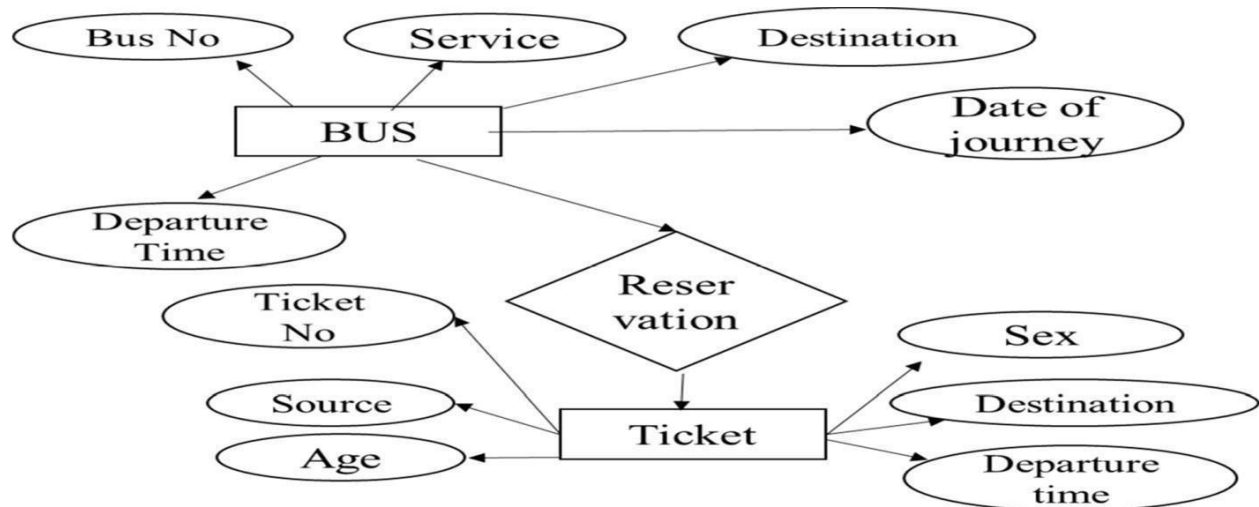 Bus No
Service
Destination
BUS
Date of
journey
Departure
Time
Reser
vation
Ticket
No
Sex
Source
Destination
Ticket
Age
Departure
time